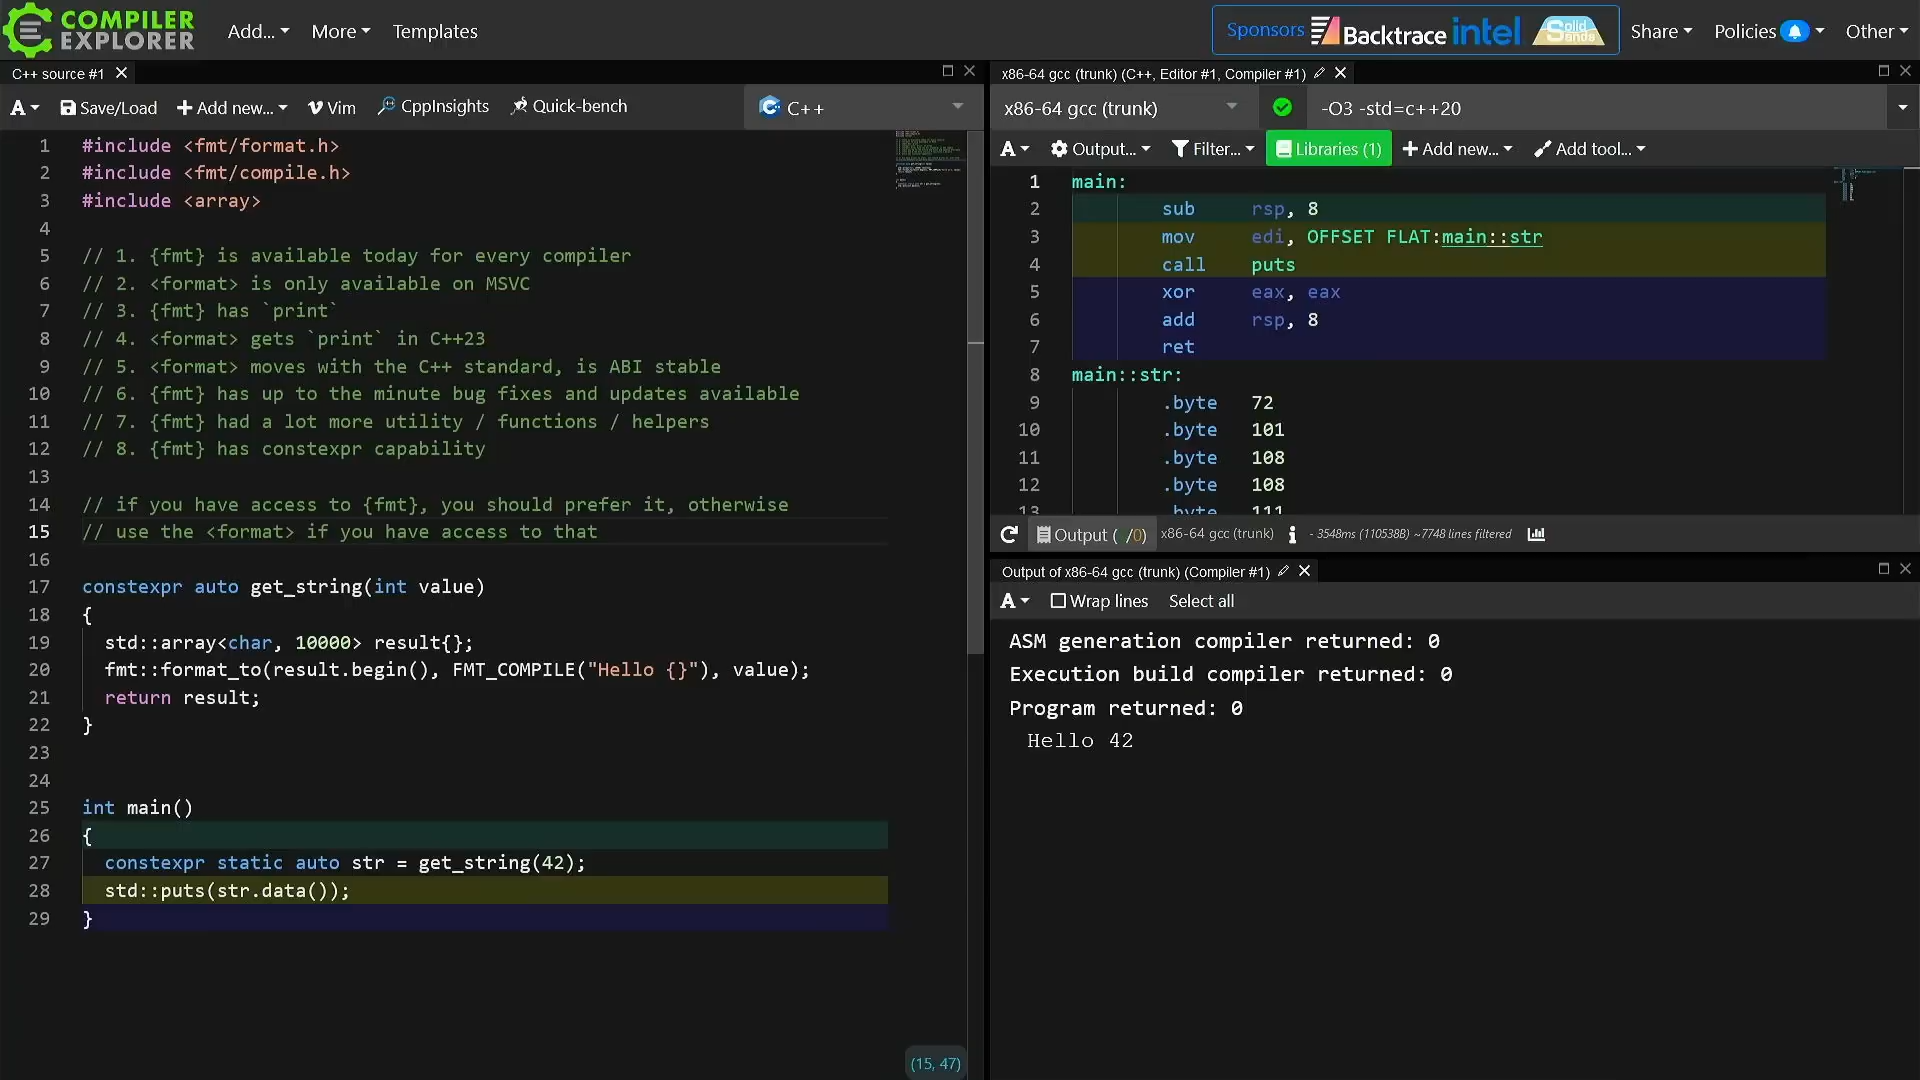 COMPILER EXPLORER
Add...
More
Templates
Sponsors
Backtrace
intel
Solid Sands
Share
Policies
Other
C++ source #1
A
Save/Load
Add new...
Vim
CppInsights
Quick-bench
C++
1 #include <fmt/format.h>
2 #include <fmt/compile.h>
3 #include <array>
4
5 // 1. {fmt} is available today for every compiler
6 // 2. <format> is only available on MSVC
7 // 3. {fmt} has `print`
8 // 4. <format> gets `print` in C++23
9 // 5. <format> moves with the C++ standard, is ABI stable
10 // 6. {fmt} has up to the minute bug fixes and updates available
11 // 7. {fmt} had a lot more utility / functions / helpers
12 // 8. {fmt} has constexpr capability
13
14 // if you have access to {fmt}, you should prefer it, otherwise
15 // use the <format> if you have access to that
16
17 constexpr auto get_string(int value)
18 {
19 std::array<char, 10000> result{};
20 fmt::format_to(result.begin(), FMT_COMPILE("Hello {}"), value);
21 return result;
22 }
23
24
25 int main()
26 {
27 constexpr static auto str = get_string(42);
28 std::puts(str.data());
29 }
(15, 47)
x86-64 gcc (trunk) (C++, Editor #1, Compiler #1)
x86-64 gcc (trunk)
-O3 -std=c++20
A
Output...
Filter...
Libraries (1)
Add new...
Add tool...
1 main:
2 sub rsp, 8
3 mov edi, OFFSET FLAT:main::str
4 call puts
5 xor eax, eax
6 add rsp, 8
7 ret
8 main::str:
9 .byte 72
10 .byte 101
11 .byte 108
12 .byte 108
13 .byte 111
Output ( /0)
x86-64 gcc (trunk)
- 3548ms (110538B) ~7748 lines filtered
Output of x86-64 gcc (trunk) (Compiler #1)
A
Wrap lines
Select all
ASM generation compiler returned: 0
Execution build compiler returned: 0
Program returned: 0
Hello 42